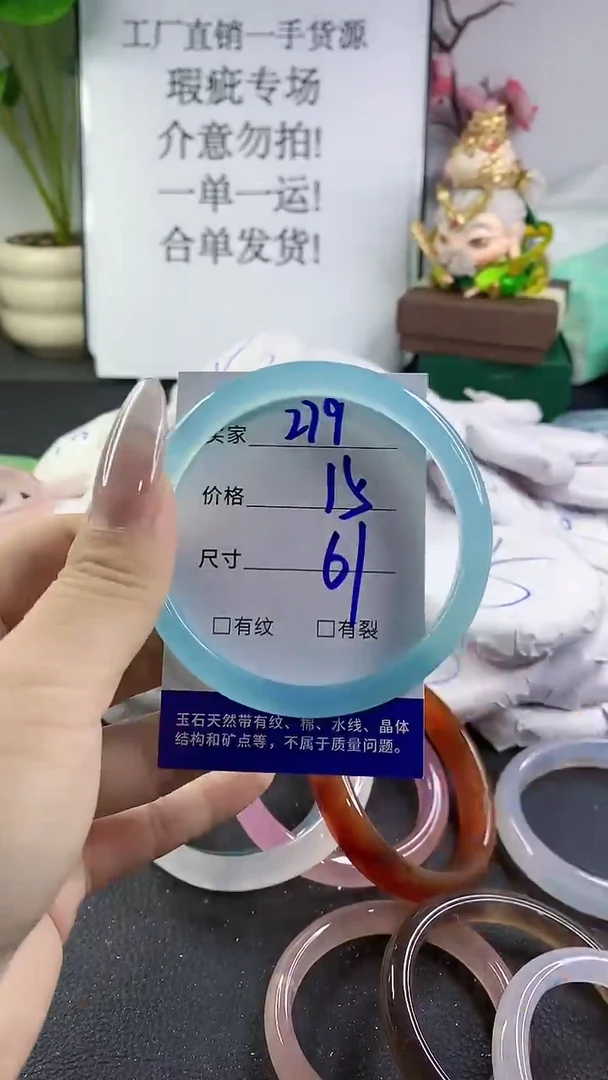 工厂直销一手货源
瑕疵专场
介意勿拍!
一单一运!
合单发货!
卖家 279
价格 15
尺寸 61
□有纹 □有裂
玉石天然带有纹、棉、水线、晶体
结构和矿点等，不属于质量问题。